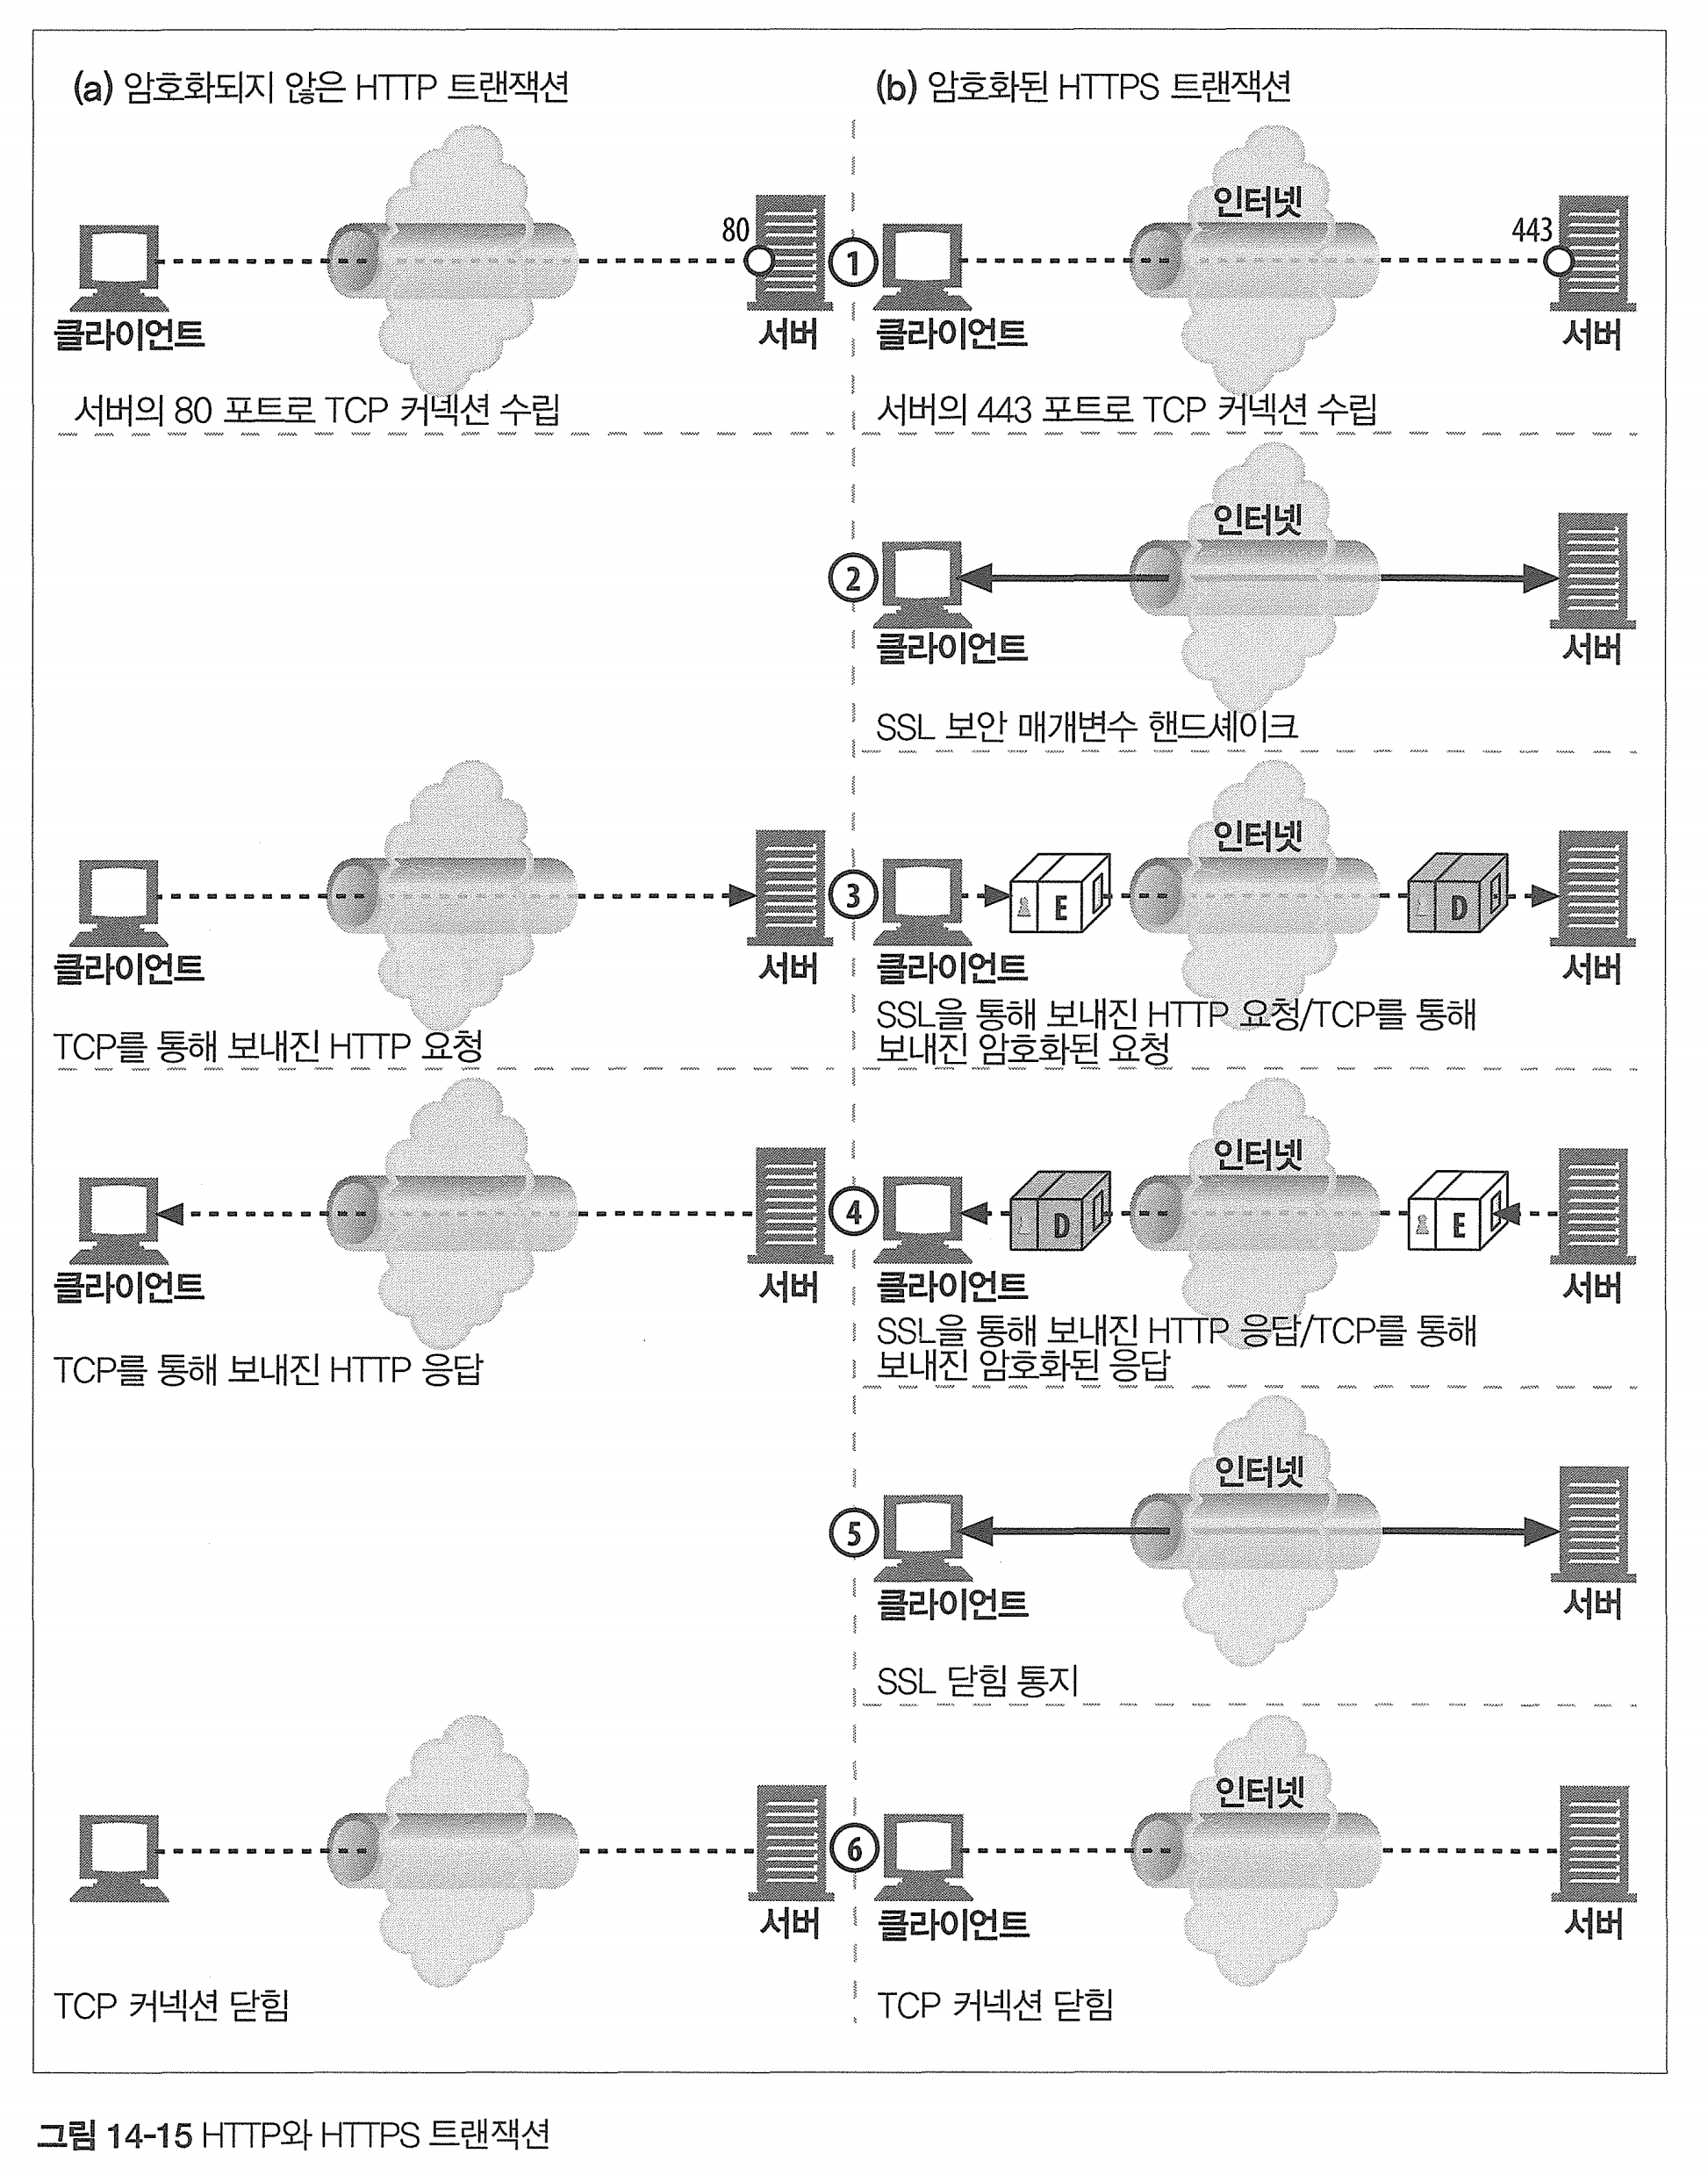 (a) 암호화되지 않은 HTTP 트랜잭션
(b) 암호화된 HTTPS 트랜잭션
80
클라이언트
서버
서버의 80 포트로 TCP 커넥션 수립
1
인터넷
443
클라이언트
서버
서버의 443 포트로 TCP 커넥션 수립
2
인터넷
클라이언트
서버
SSL 보안 매개변수 핸드셰이크
클라이언트
서버
TCP를 통해 보내진 HTTP 요청
3
인터넷
E
D
클라이언트
서버
SSL을 통해 보내진 HTTP 요청/TCP를 통해
보내진 암호화된 요청
클라이언트
서버
TCP를 통해 보내진 HTTP 응답
4
인터넷
D
E
클라이언트
서버
SSL을 통해 보내진 HTTP 응답/TCP를 통해
보내진 암호화된 응답
5
인터넷
클라이언트
서버
SSL 닫힘 통지
서버
TCP 커넥션 닫힘
6
인터넷
클라이언트
서버
TCP 커넥션 닫힘
그림 14-15 HTTP와 HTTPS 트랜잭션